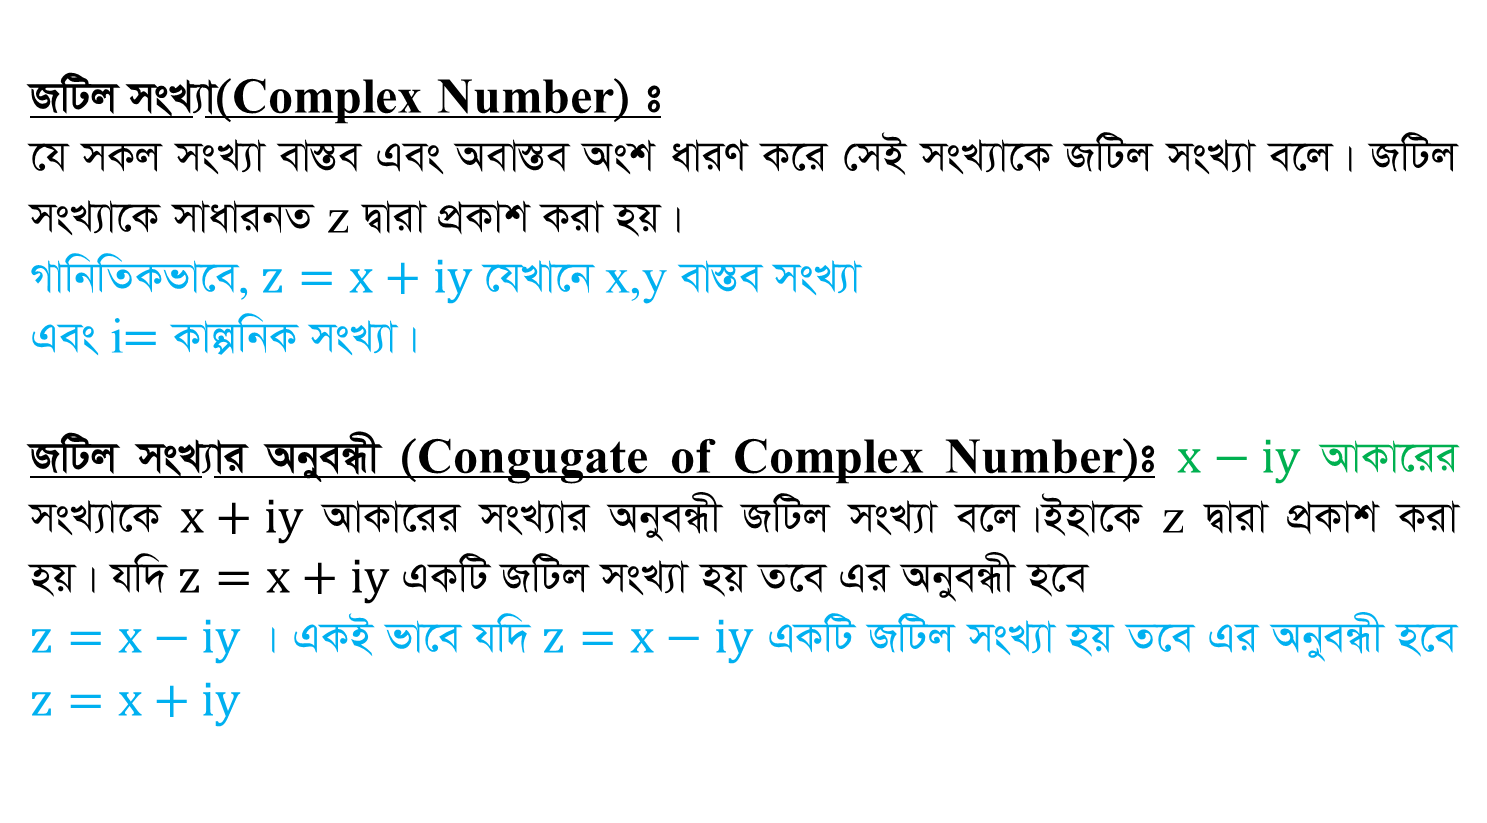 জটিল সংখ্যা(Complex Number) ঃ
যে সকল সংখ্যা বাস্তব এবং অবাস্তব অংশ ধারণ করে সেই সংখ্যাকে জটিল সংখ্যা বলে। জটিল
সংখ্যাকে সাধারনত z দ্বারা প্রকাশ করা হয়।
গানিতিকভাবে, z = x + iy যেখানে x,y বাস্তব সংখ্যা
এবং i= কাল্পনিক সংখ্যা।
জটিল সংখ্যার অনুবন্ধী (Congugate of Complex Number)ঃ x − iy আকারের
সংখ্যাকে x + iy আকারের সংখ্যার অনুবন্ধী জটিল সংখ্যা বলে।ইহাকে z দ্বারা প্রকাশ করা
হয়। যদি z = x + iy একটি জটিল সংখ্যা হয় তবে এর অনুবন্ধী হবে
z = x − iy । একই ভাবে যদি z = x − iy একটি জটিল সংখ্যা হয় তবে এর অনুবন্ধী হবে
z = x + iy